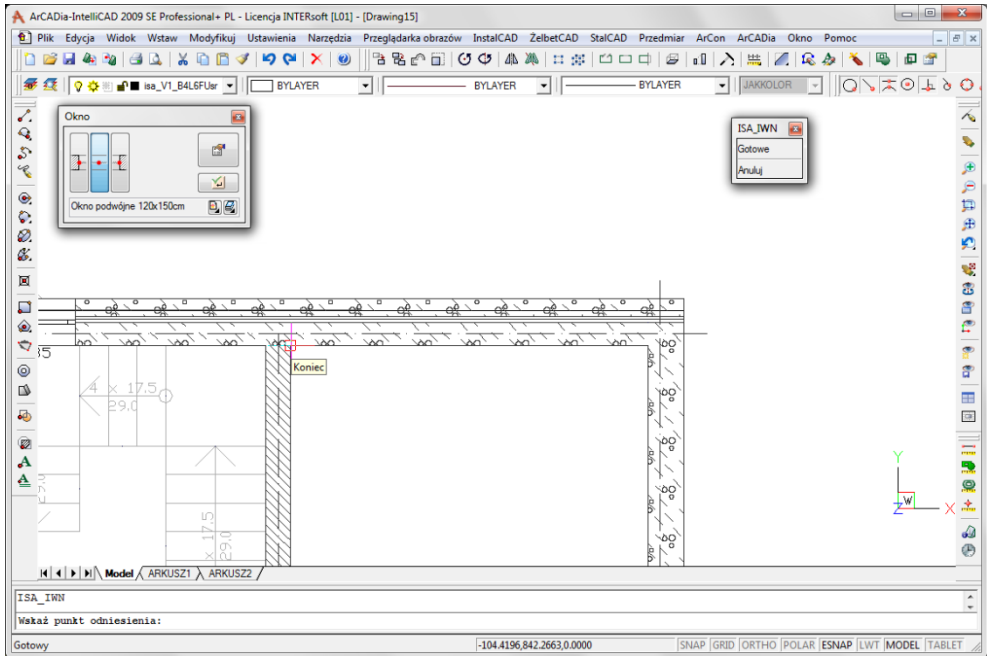 ArCADia-IntelliCAD 2009 SE Professional+ PL - Licencja INTERsoft [L01] - [Drawing15]
Plik Edycja Widok Wstaw Modyfikuj Ustawienia Narzędzia Przeglądarka obrazów InstalCAD ŻelbetCAD StalCAD Przedmiar ArCon ArCADia Okno Pomoc
isa_V1_B4L6FUsr BYLAYER BYLAYER BYLAYER JAKKOLOR
Okno
Okno podwójne 120x150cm
ISA_IWN
Gotowe
Anuluj
Koniec
4 x 17.5
29.0
x 17.5
29.0
Y
W
Z X
Model ARKUSZ1 ARKUSZ2
ISA_IWN
Wskaż punkt odniesienia:
Gotowy -104.4196,842.2663,0.0000 SNAP GRID ORTHO POLAR ESNAP LWT MODEL TABLET